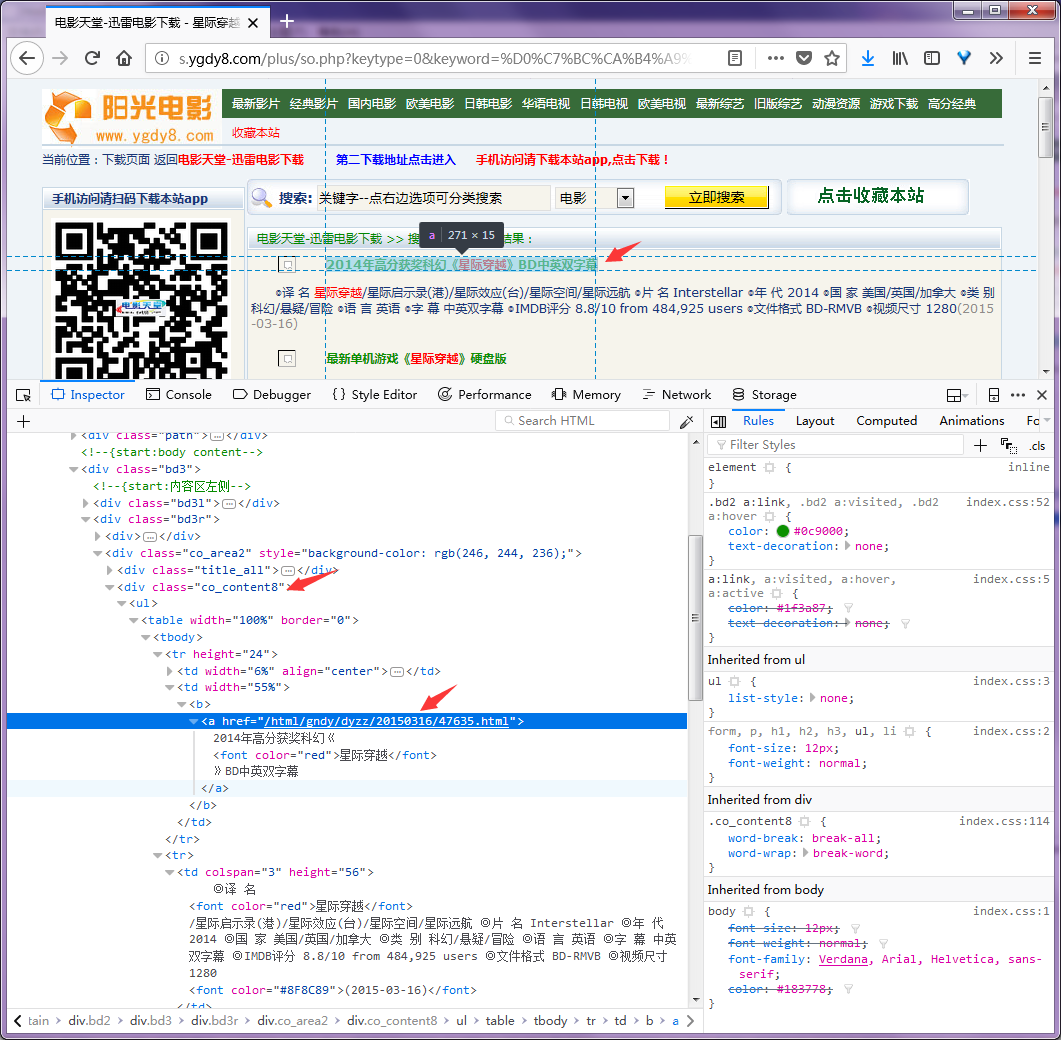 电影天堂-迅雷电影下载 - 星际穿越
s.ygdy8.com/plus/so.php?keytype=0&keyword=%D0%C7%BC%CA%B4%A9%
阳光电影
www.ygdy8.com
最新影片 经典影片 国内电影 欧美电影 日韩电影 华语电视 日韩电视 欧美电视 最新综艺 旧版综艺 动漫资源 游戏下载 高分经典
收藏本站
当前位置：下载页面 返回电影天堂-迅雷电影下载 第二下载地址点击进入 手机访问请下载本站app,点击下载！
手机访问请扫码下载本站app
搜索: 关键字--点右边选项可分类搜索 电影 立即搜索 点击收藏本站
电影天堂-迅雷电影下载 >> 搜 结果：
a 271 × 15
2014年高分获奖科幻《星际穿越》BD中英双字幕
◎译 名 星际穿越/星际启示录(港)/星际效应(台)/星际空间/星际远航 ◎片 名 Interstellar ◎年 代 2014 ◎国 家 美国/英国/加拿大 ◎类 别
科幻/悬疑/冒险 ◎语 言 英语 ◎字 幕 中英双字幕 ◎IMDB评分 8.8/10 from 484,925 users ◎文件格式 BD-RMVB ◎视频尺寸 1280(2015
-03-16)
电影天堂
最新单机游戏《星际穿越》硬盘版
Inspector Console Debugger Style Editor Performance Memory Network Storage
Search HTML
<div class="path"></div>
<!--{start:body content-->
<div class="bd3">
<!--{start:内容区左侧-->
<div class="bd3l"></div>
<div class="bd3r">
<div></div>
<div class="co_area2" style="background-color: rgb(246, 244, 236);">
<div class="title_all"></div>
<div class="co_content8">
<ul>
<table width="100%" border="0">
<tbody>
<tr height="24">
<td width="6%" align="center"></td>
<td width="55%">
<b>
<a href="/html/gndy/dyzz/20150316/47635.html">
2014年高分获奖科幻《
<font color="red">星际穿越</font>
》BD中英双字幕
</a>
</b>
</td>
</tr>
<tr>
<td colspan="3" height="56">
◎译 名
<font color="red">星际穿越</font>
/星际启示录(港)/星际效应(台)/星际空间/星际远航 ◎片 名 Interstellar ◎年 代
2014 ◎国 家 美国/英国/加拿大 ◎类 别 科幻/悬疑/冒险 ◎语 言 英语 ◎字 幕 中英
双字幕 ◎IMDB评分 8.8/10 from 484,925 users ◎文件格式 BD-RMVB ◎视频尺寸
1280
<font color="#8F8C89">(2015-03-16)</font>
</td>
tain > div.bd2 > div.bd3 > div.bd3r > div.co_area2 > div.co_content8 > ul > table > tbody > tr > td > b > a
Rules Layout Computed Animations Fo
Filter Styles + .cls
element { inline
}
.bd2 a:link, .bd2 a:visited, .bd2 index.css:52
a:hover {
color: #0c9000;
text-decoration: none;
}
a:link, a:visited, a:hover, index.css:5
a:active {
color: #1f3a87;
text-decoration: none;
}
Inherited from ul
ul { index.css:3
list-style: none;
}
form, p, h1, h2, h3, ul, li { index.css:2
font-size: 12px;
font-weight: normal;
}
Inherited from div
.co_content8 { index.css:114
word-break: break-all;
word-wrap: break-word;
}
Inherited from body
body { index.css:1
font-size: 12px;
font-weight: normal;
font-family: Verdana, Arial, Helvetica, sans-
serif;
color: #183778;
}